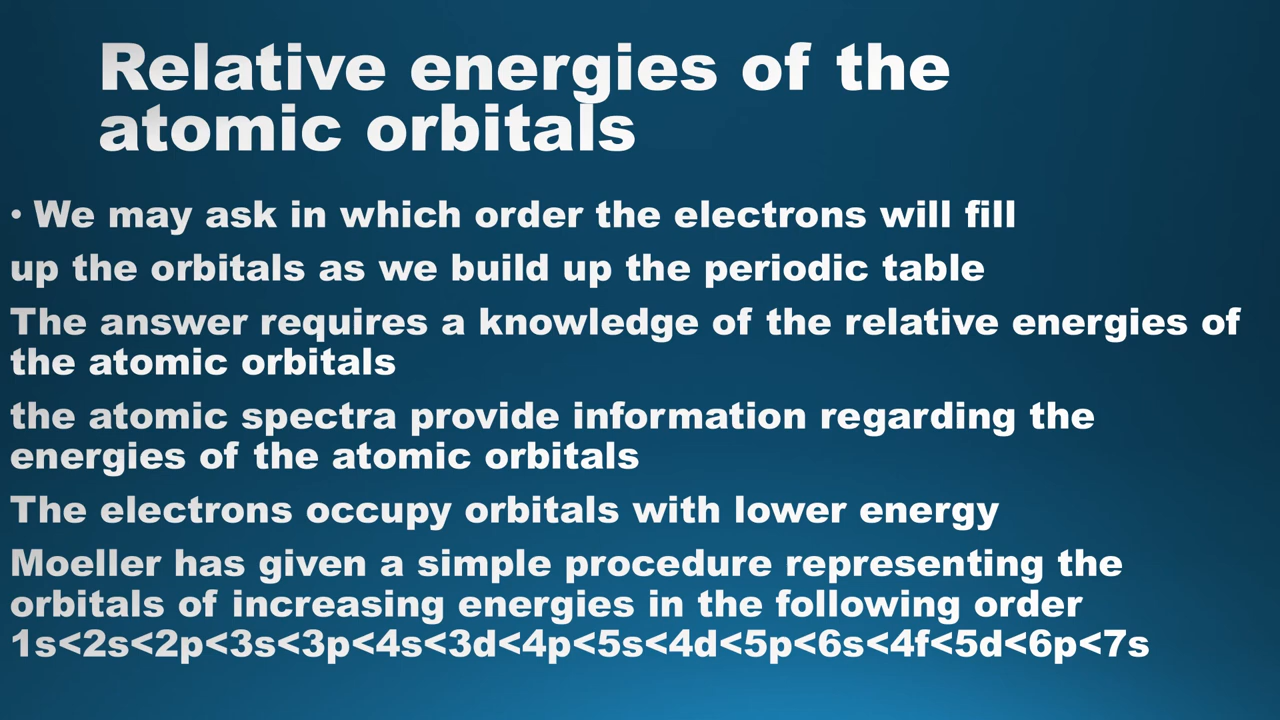 Relative energies of the
atomic orbitals
• We may ask in which order the electrons will fill
up the orbitals as we build up the periodic table
The answer requires a knowledge of the relative energies of
the atomic orbitals
the atomic spectra provide information regarding the
energies of the atomic orbitals
The electrons occupy orbitals with lower energy
Moeller has given a simple procedure representing the
orbitals of increasing energies in the following order
1s<2s<2p<3s<3p<4s<3d<4p<5s<4d<5p<6s<4f<5d<6p<7s